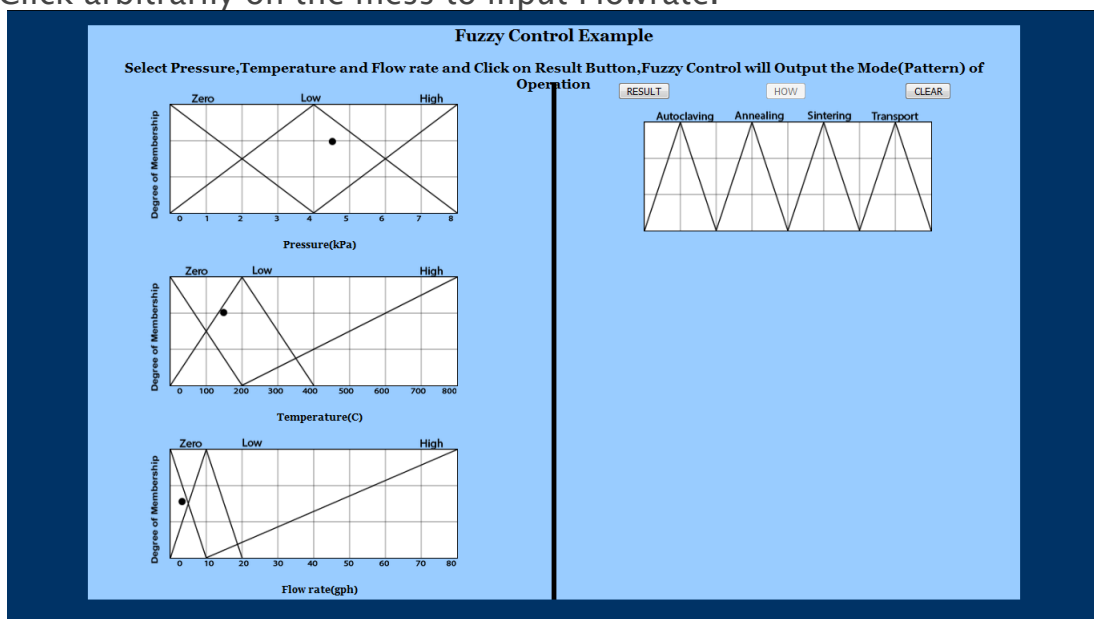 Click arbitrarily on the mess to input Flowrate.
Fuzzy Control Example
Select Pressure,Temperature and Flow rate and Click on Result Button,Fuzzy Control will Output the Mode(Pattern) of
Operation
RESULT HOW CLEAR
Zero Low High
Degree of Membership
0 1 2 3 4 5 6 7 8
Pressure(kPa)
Autoclaving Annealing Sintering Transport
Zero Low High
Degree of Membership
0 100 200 300 400 500 600 700 800
Temperature(C)
Zero Low High
Degree of Membership
0 10 20 30 40 50 60 70 80
Flow rate(gph)